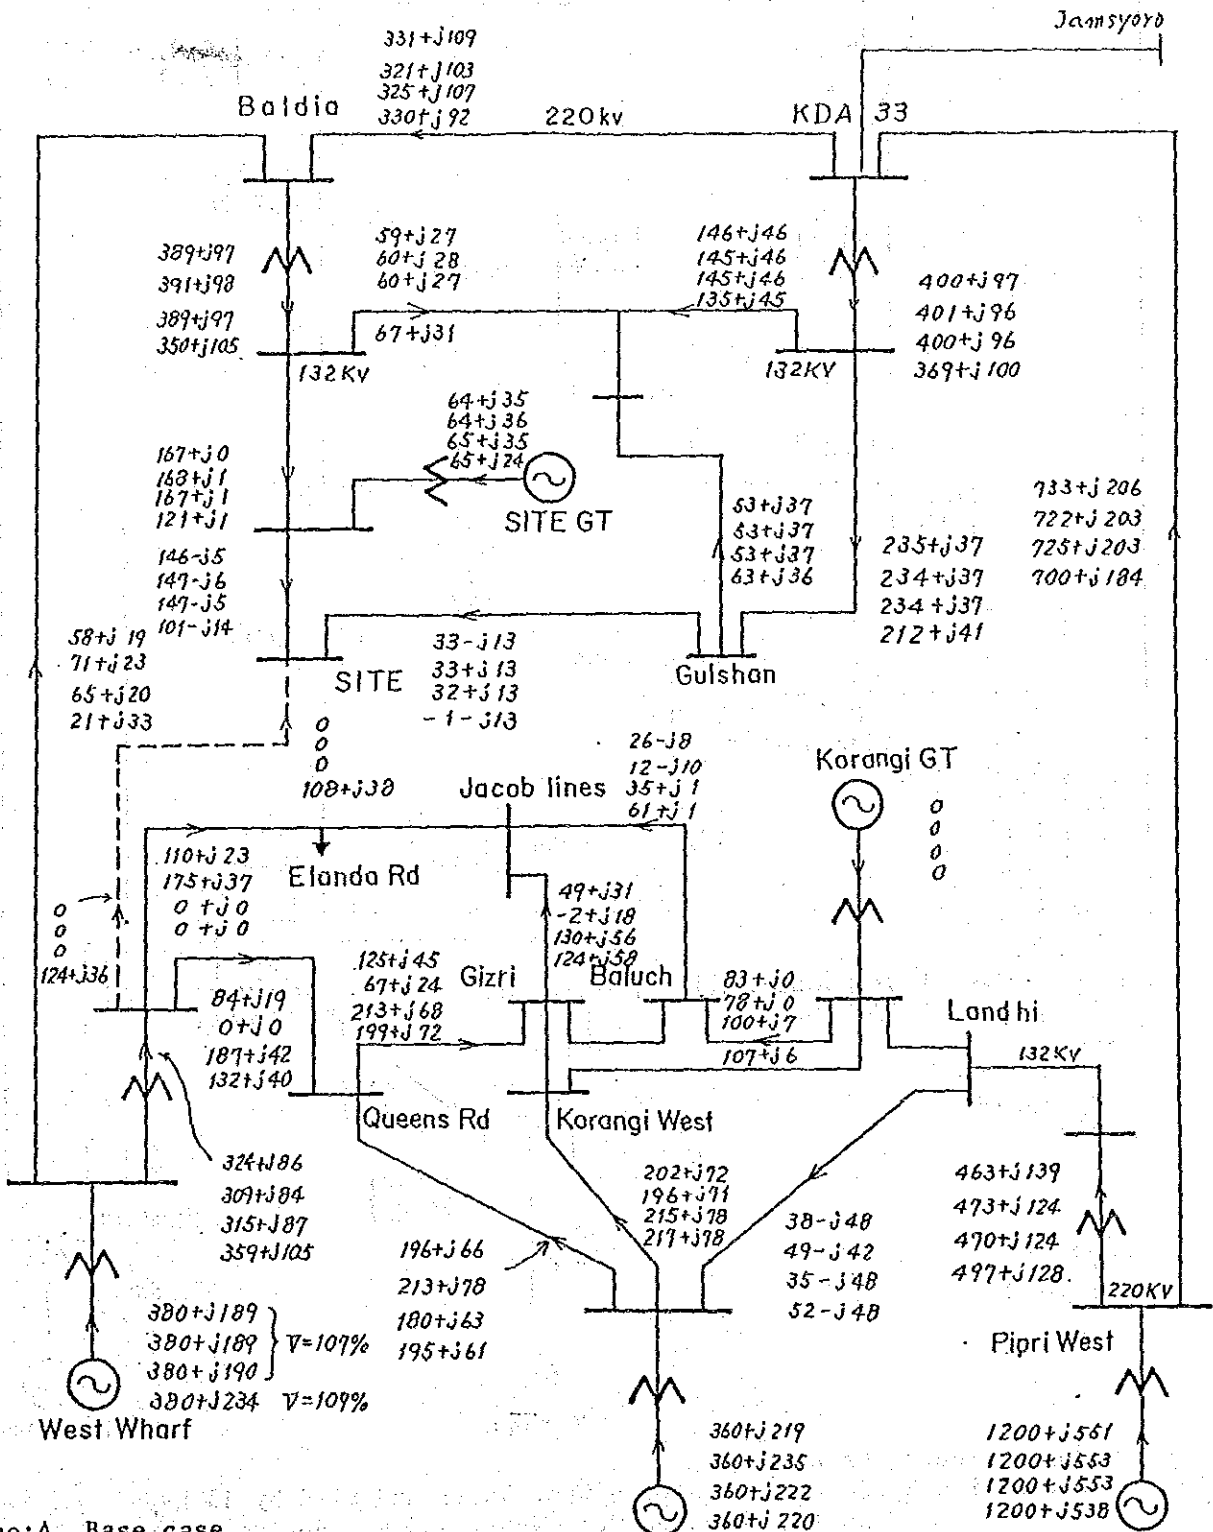 Jamsyoro
331+j109
321+j103
325+j107
330+j92
Baldia
220kv
KDA 33
389+j97
391+j98
389+j97
350+j105
59+j27
60+j28
60+j27
67+j31
146+j46
145+j46
145+j46
135+j45
400+j97
401+j96
400+j96
369+j100
132KV
132KV
64+j35
64+j36
65+j35
65+j24
SITE GT
167+j0
168+j1
167+j1
121+j1
53+j37
53+j37
53+j37
63+j36
733+j206
722+j203
725+j203
700+j184
235+j37
234+j37
234+j37
212+j41
146-j5
147-j6
147-j5
101-j14
58+j19
71+j23
65+j20
21+j33
SITE
33-j13
33+j13
32+j13
-1-j13
Gulshan
0
0
0
108+j38
26-j8
12-j10
35+j1
61+j1
Jacob lines
Korangi GT
0
0
0
0
110+j23
175+j37
0+j0
0+j0
Elanda Rd
0
0
0
124+j36
49+j31
-2+j18
130+j56
124+j58
84+j19
0+j0
187+j42
132+j40
125+j45
67+j24
213+j68
199+j72
Gizri
Baluch
83+j0
78+j0
100+j7
107+j6
Landhi
132KV
Queens Rd
Korangi West
324+j86
309+j84
315+j87
359+j105
202+j72
196+j71
215+j78
217+j78
463+j139
473+j124
470+j124
497+j128
38-j48
49-j42
35-j48
52-j48
196+j66
213+j78
180+j63
195+j61
220KV
Pipri West
380+j189
380+j189 V=107%
380+j190
380+j234 V=109%
West Wharf
360+j219
360+j235
360+j222
360+j220
1200+j561
1200+j553
1200+j553
1200+j538
A Base case